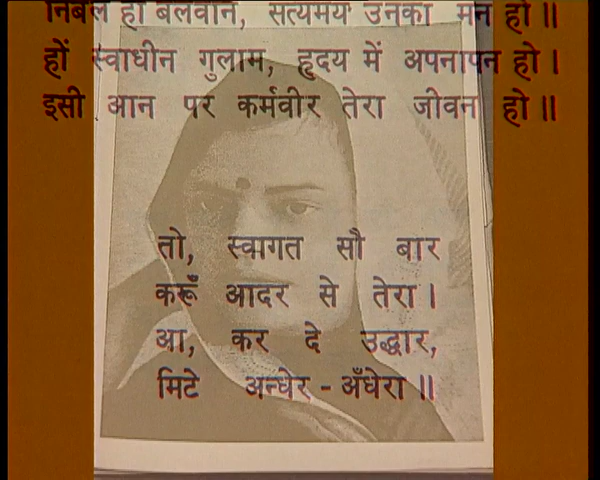 निर्बल हों बलवान, सत्यमय उनका मन हो ॥
हों स्वाधीन गुलाम, हृदय में अपनापन हो ।
इसी आन पर कर्मवीर तेरा जीवन हो ॥
तो, स्वागत सौ बार
करूँ आदर से तेरा ।
आ, कर दे उद्धार,
मिटे अन्धेर - अँधेरा ॥